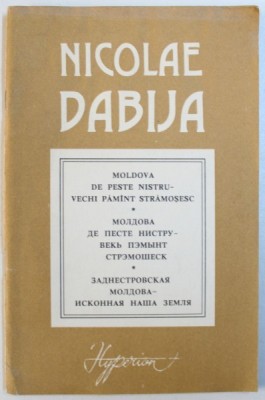 NICOLAE
DABIJA
MOLDOVA
DE PESTE NISTRU-
VECHI PĂMÎNT STRĂMOȘESC
*
МОЛДОВА
ДЕ ПЕСТЕ НИСТРУ-
ВЕКЬ ПЭМЫНТ
СТРЭМОШЕСК
*
ЗАДНЕСТРОВСКАЯ
МОЛДОВА-
ИСКОННАЯ НАША ЗЕМЛЯ
Hyperion